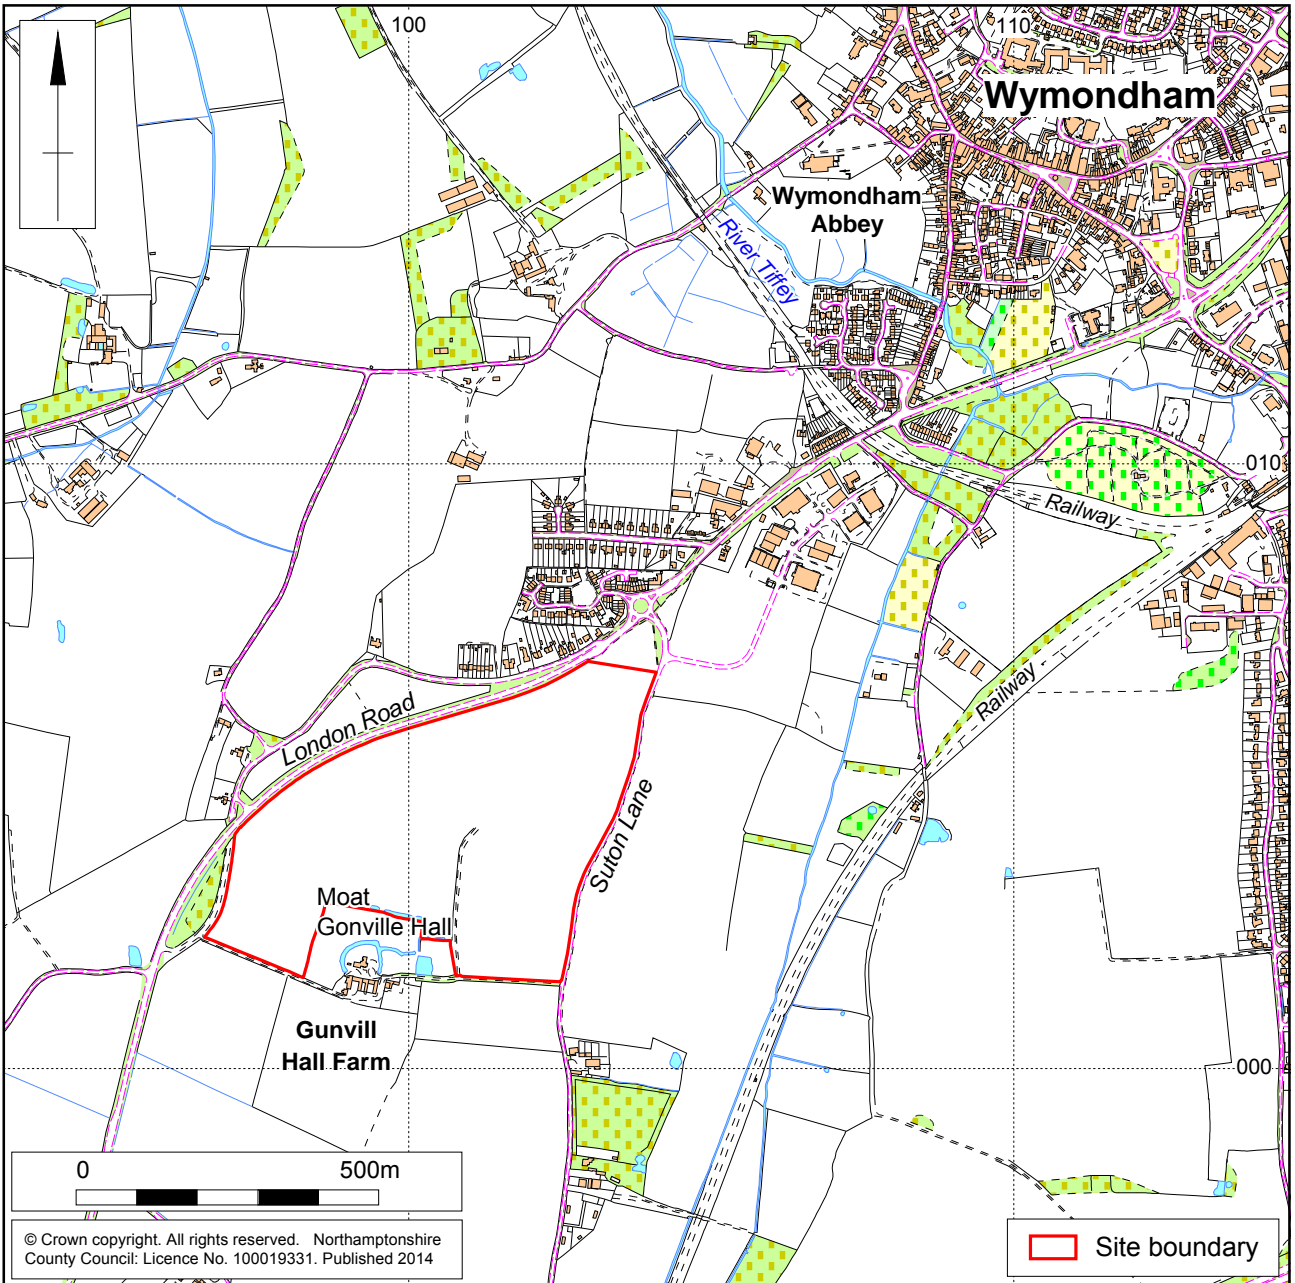 100
110
Wymondham
Wymondham
Abbey
River Tiffey
010
Railway
Railway
London Road
Suton Lane
Moat
Gonville Hall
Gunvill
Hall Farm
000
0 500m
© Crown copyright. All rights reserved. Northamptonshire
County Council: Licence No. 100019331. Published 2014
Site boundary